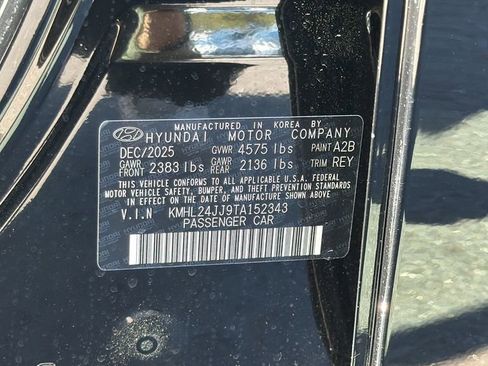 MANUFACTURED IN KOREA BY
HYUNDAI MOTOR COMPANY
DEC/2025 GVWR 4575 lbs PAINT A2B
GAWR FRONT 2383 lbs GAWR REAR 2136 lbs TRIM REY
THIS VEHICLE CONFORMS TO ALL APPLICABLE U.S.A. FEDERAL
MOTOR VEHICLE SAFETY, BUMPER, AND THEFT PREVENTION STANDARDS
IN EFFECT ON THE DATE OF MANUFACTURE SHOWN ABOVE.
V.I.N KMHL24JJ9TA152343
PASSENGER CAR